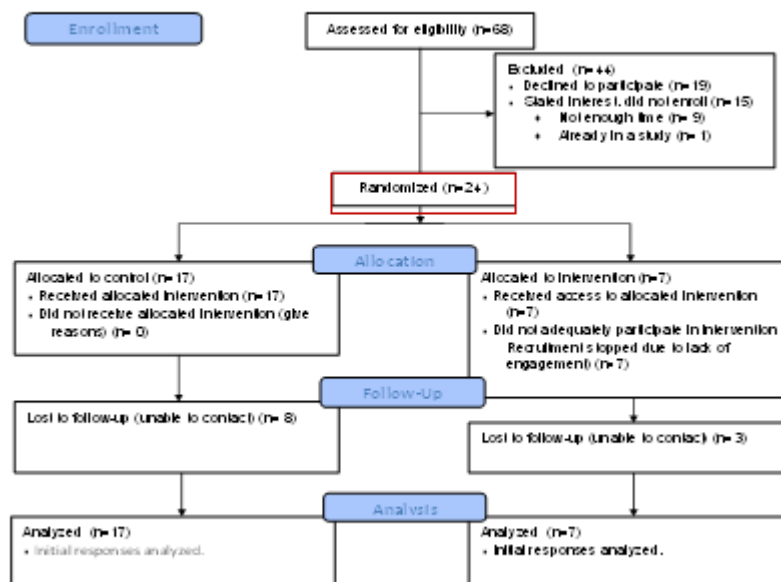 Enrollment
Assessed for eligibility (n=68)
Excluded (n=44)
• Declined to participate (n=19)
• Stated interest, did not enroll (n=15)
• Not enough time (n=9)
• Already in a study (n=1)
Randomized (n=24)
Allocation
Allocated to control (n=17)
• Received allocated intervention (n=17)
• Did not receive allocated intervention (give
reasons) (n=0)
Allocated to intervention (n=7)
• Received access to allocated intervention
(n=7)
• Did not adequately participate in intervention
Recruitment stopped due to lack of
engagement) (n=7)
Follow-Up
Lost to follow-up (unable to contact) (n=8)
Lost to follow-up (unable to contact) (n=3)
Analysis
Analyzed (n=17)
• Initial responses analyzed.
Analyzed (n=7)
• Initial responses analyzed.